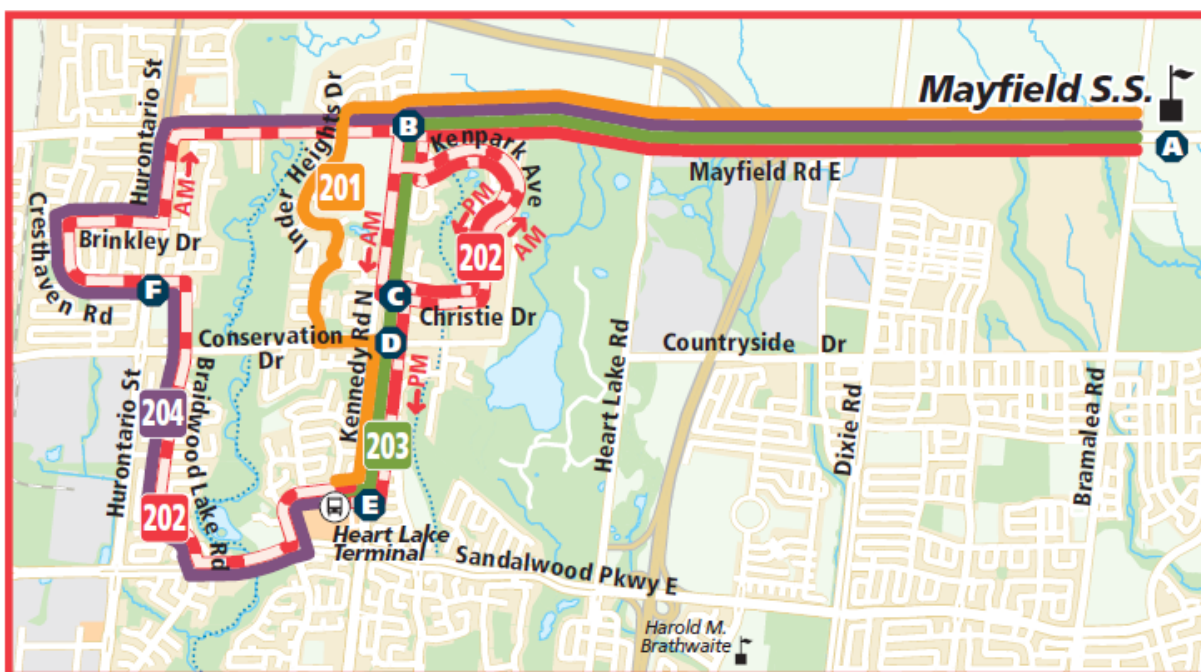 Mayfield S.S.
A
B
Hurontario St
Inder Heights Dr
Kenpark Ave
Mayfield Rd E
201
AM
AM
PM
AM
202
Brinkley Dr
Cresthaven Rd
F
C
Christie Dr
Conservation
Dr
D
Kennedy Rd N
PM
Heart Lake Rd
Countryside Dr
204
Braidwood Lake Rd
Hurontario St
203
Dixie Rd
Bramalea Rd
202
E
Heart Lake
Terminal
Sandalwood Pkwy E
Harold M.
Brathwaite